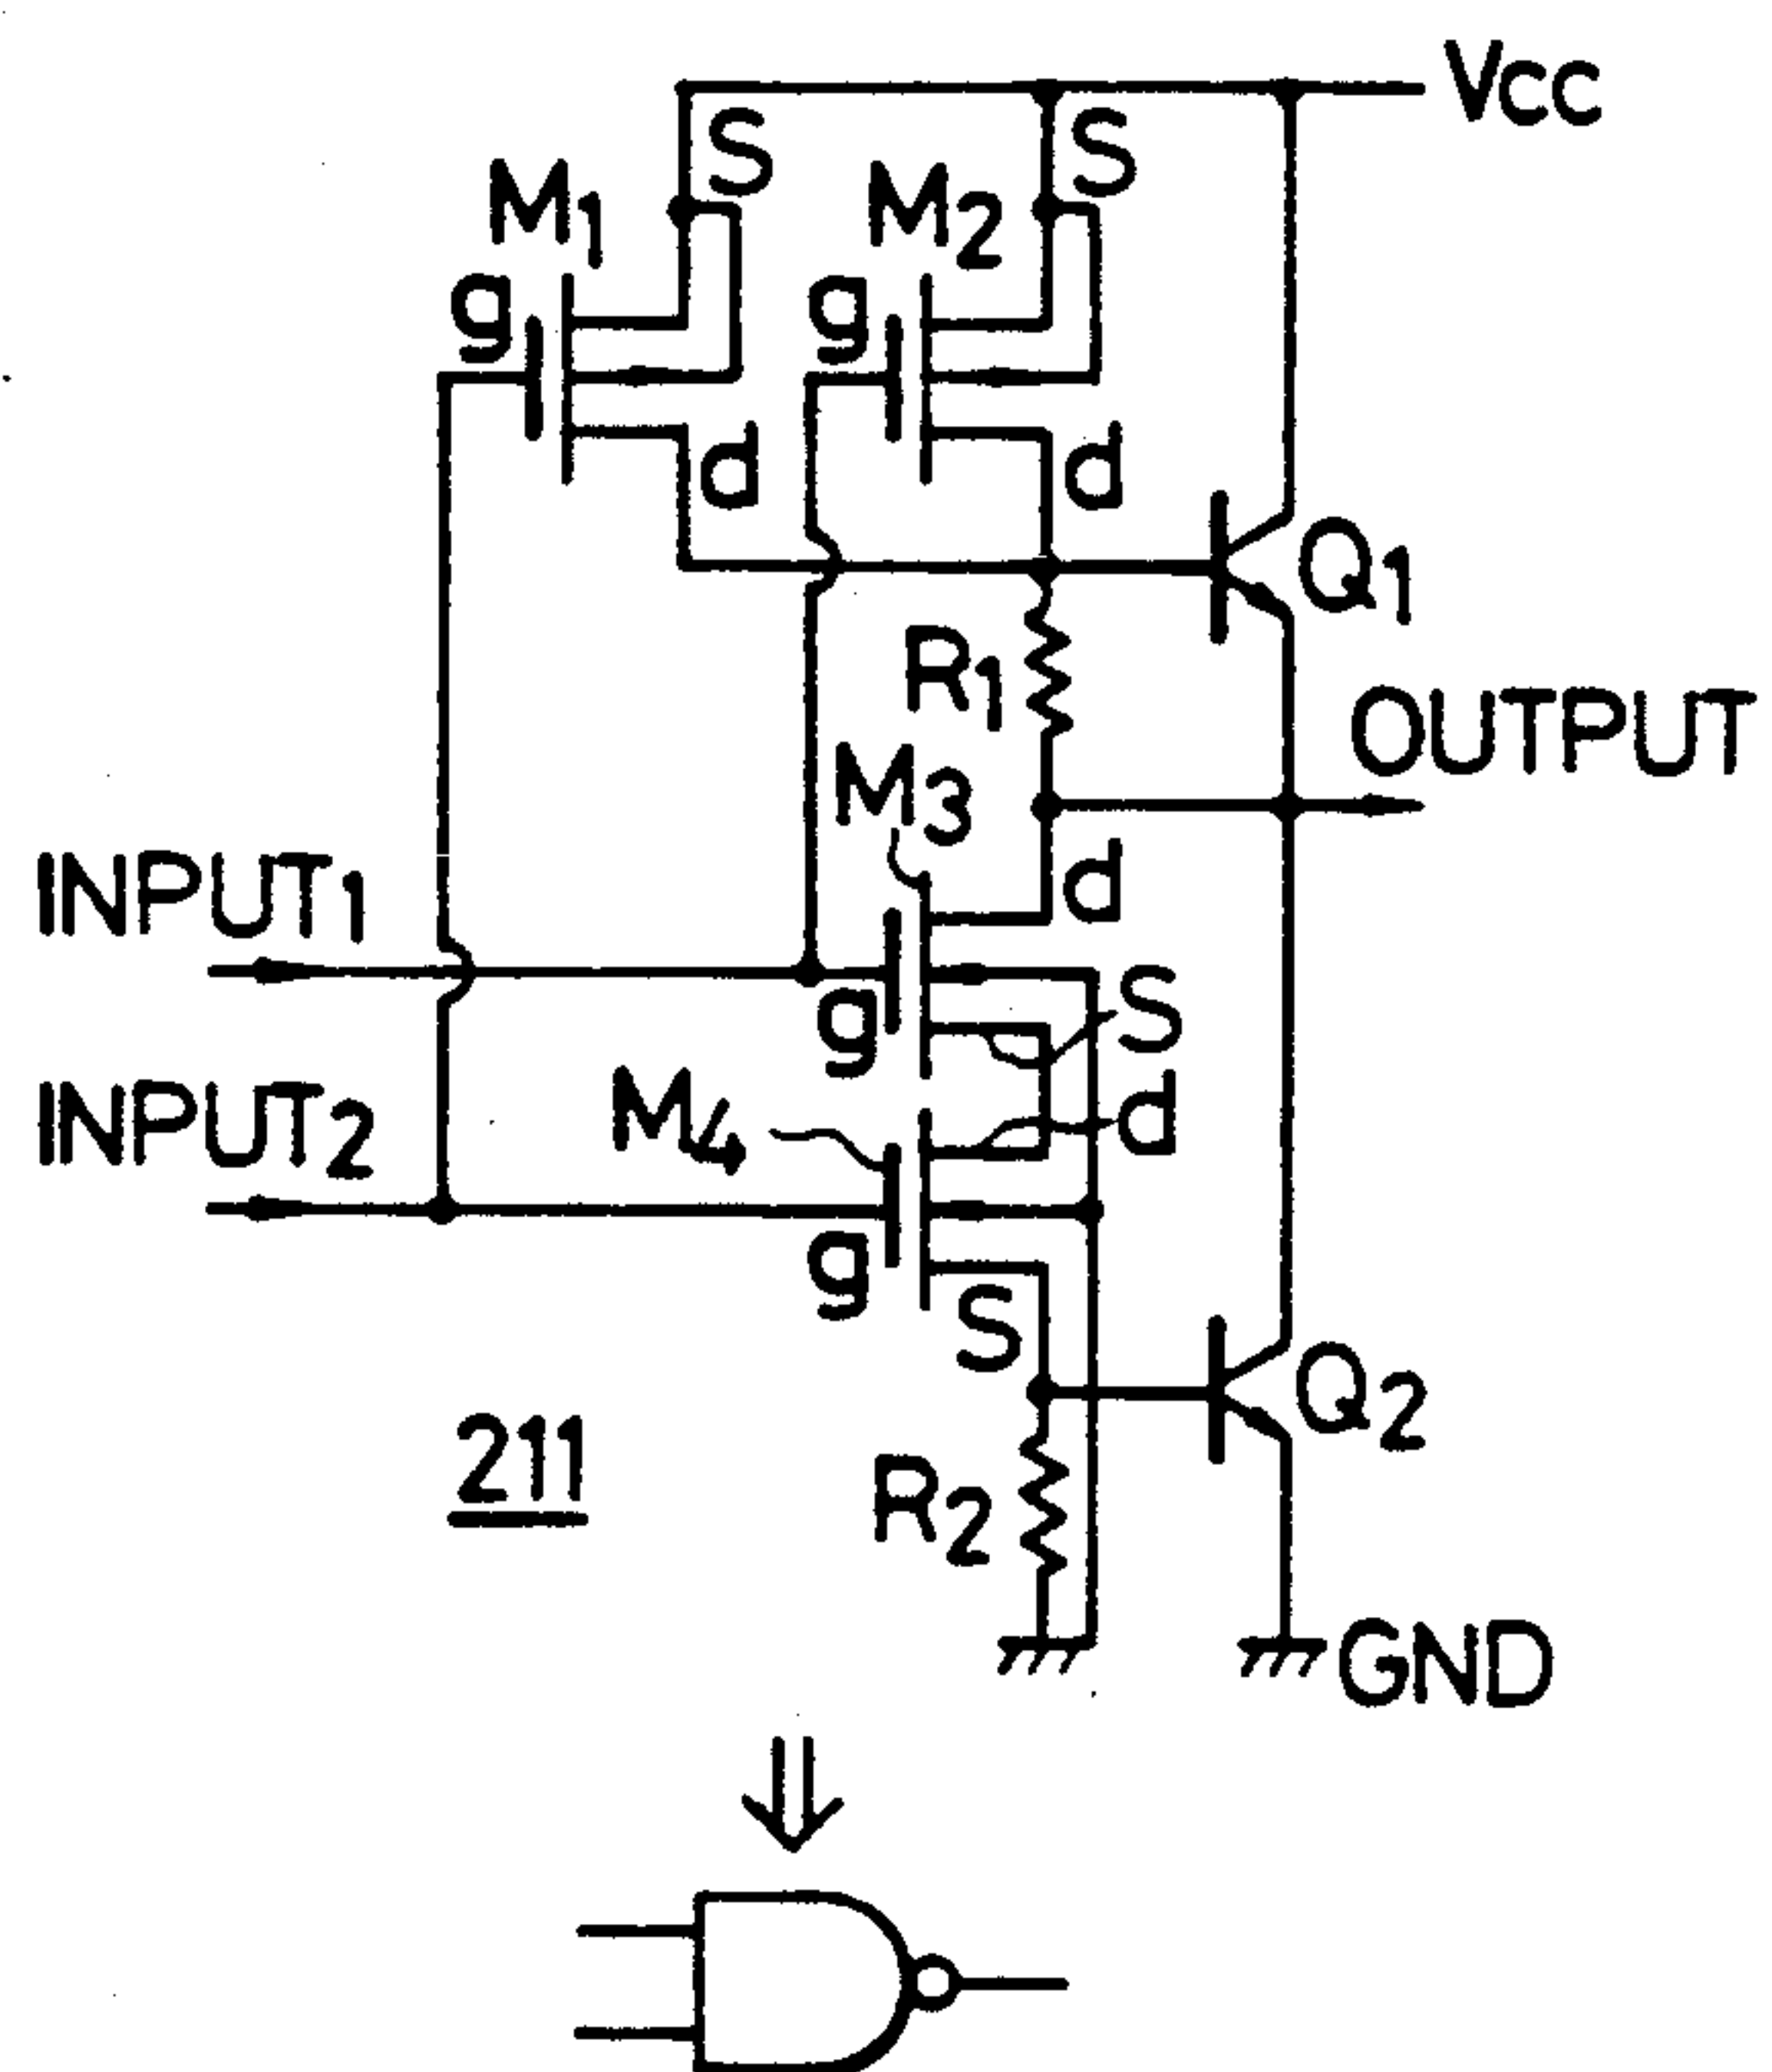 Vcc
S
S
M1
M2
g
g
d
d
Q1
R1
OUTPUT
M3
d
INPUT1
g
S
INPUT2
M4
d
g
S
Q2
211
R2
GND